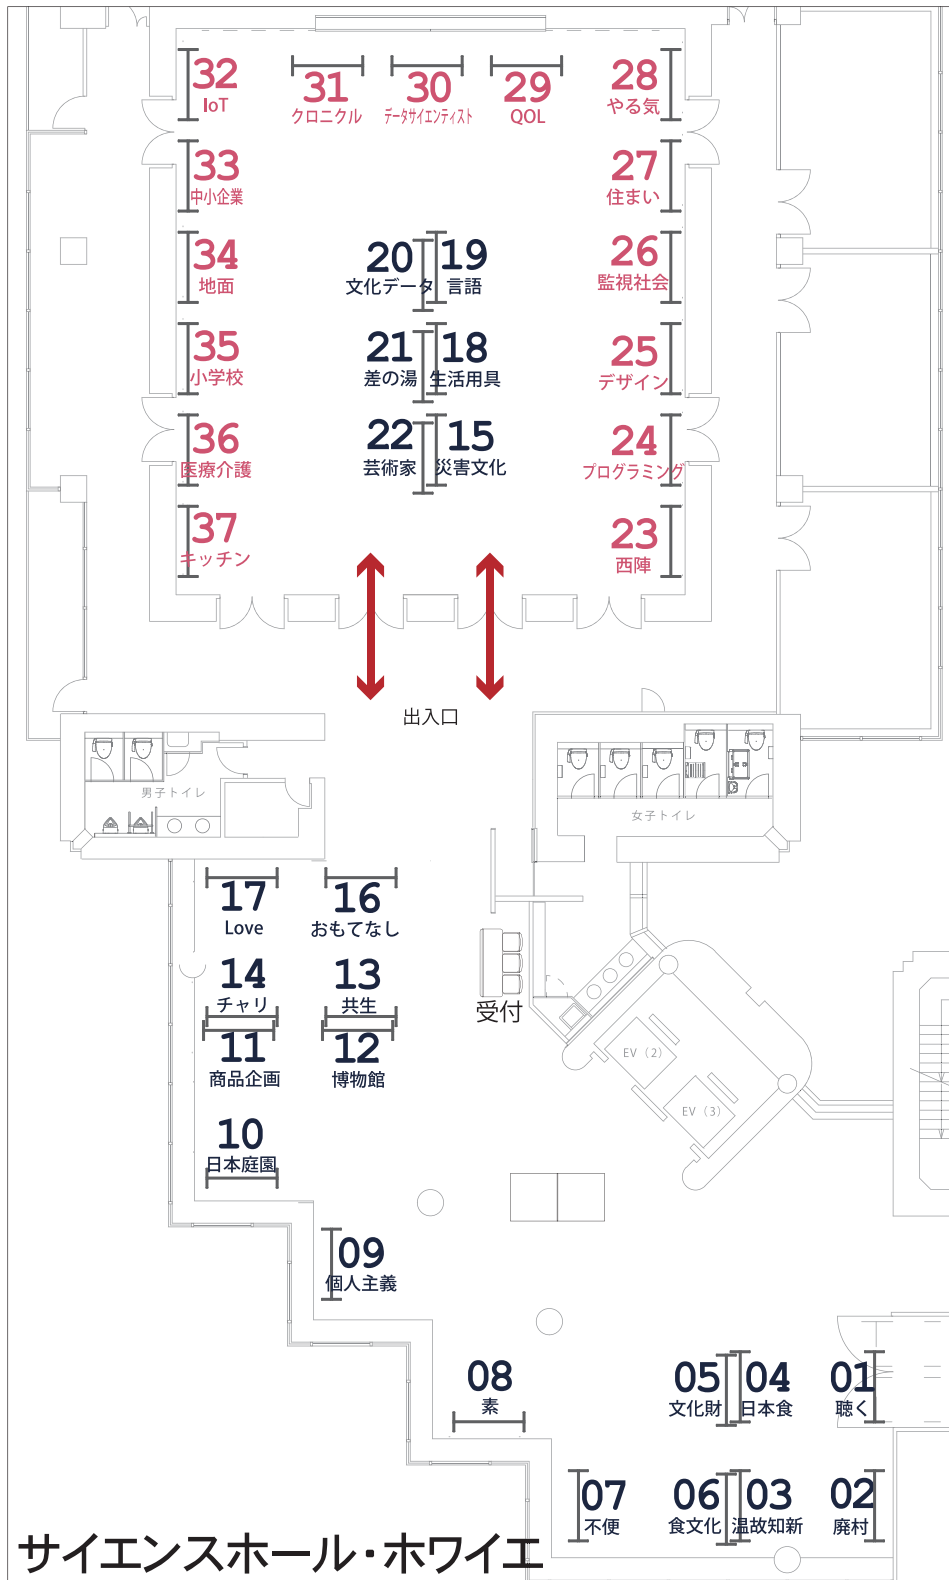 32
IoT
31
クロニクル
30
データサイエンティスト
29
QOL
28
やる気
33
中小企業
27
住まい
34
地面
20
文化データ
19
言語
26
監視社会
35
小学校
21
差の湯
18
生活用具
25
デザイン
36
医療介護
22
芸術家
15
災害文化
24
プログラミング
37
キッチン
23
西陣
出入口
男子トイレ
女子トイレ
17
Love
16
おもてなし
14
チャリ
13
共生
受付
11
商品企画
12
博物館
EV（2）
EV（3）
10
日本庭園
09
個人主義
08
素
05
文化財
04
日本食
01
聴く
07
不便
06
食文化
03
温故知新
02
廃村
サイエンスホール・ホワイエ